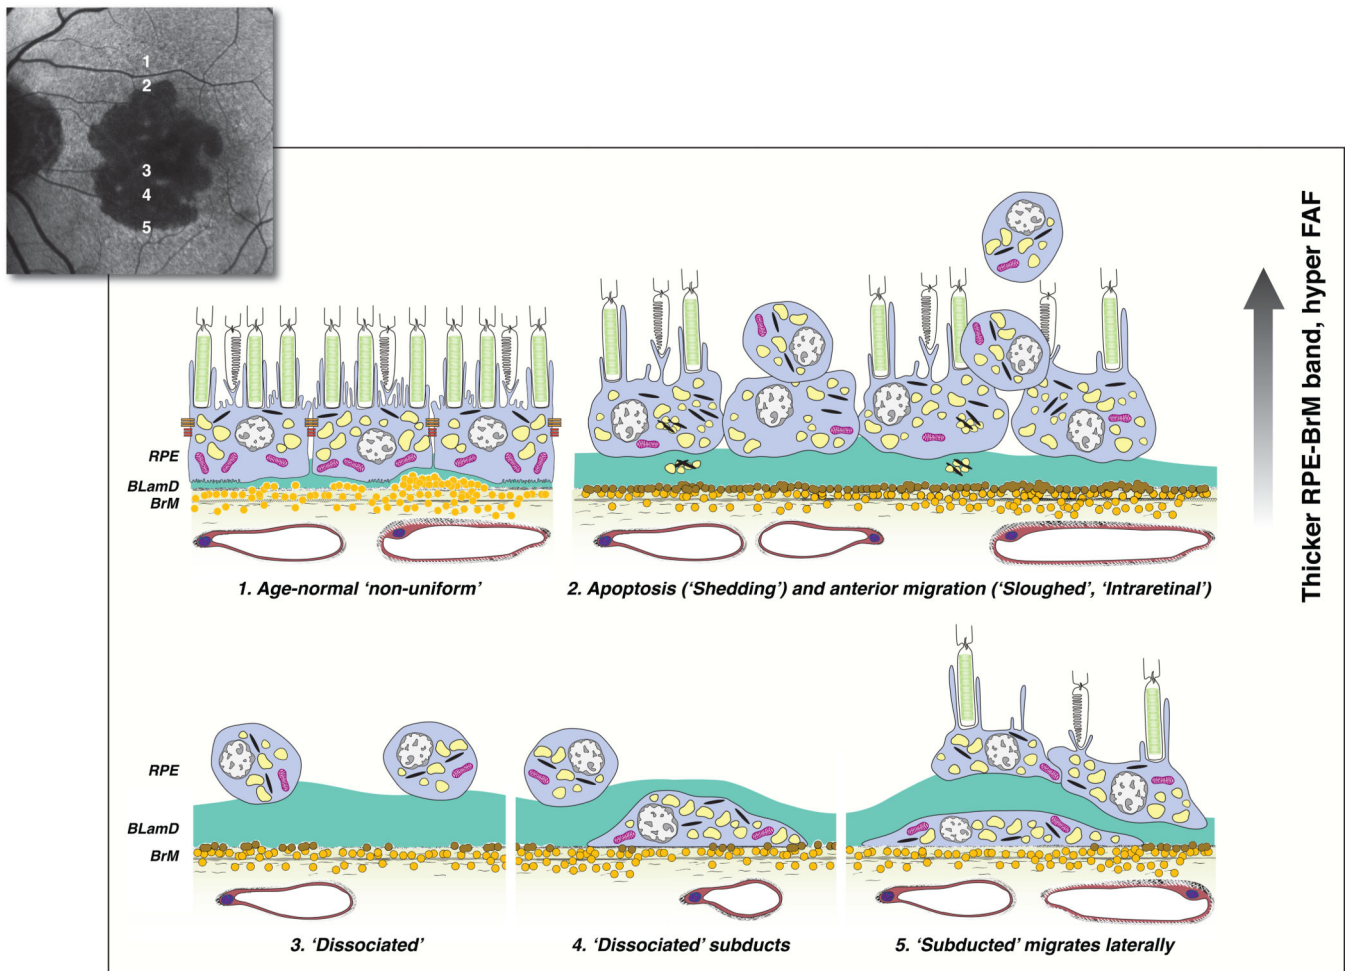 1
2
3
4
5
Thicker RPE-BrM band, hyper FAF
RPE
BLamD
BrM
1. Age-normal ‘non-uniform’
2. Apoptosis (‘Shedding’) and anterior migration (‘Sloughed’, ‘Intraretinal’)
RPE
BLamD
BrM
3. ‘Dissociated’
4. ‘Dissociated’ subducts
5. ‘Subducted’ migrates laterally